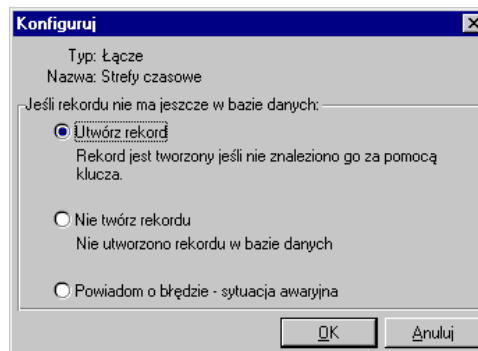 Konfiguruj
Typ: Łącze
Nazwa: Strefy czasowe
Jeśli rekordu nie ma jeszcze w bazie danych:
Utwórz rekord
Rekord jest tworzony jeśli nie znaleziono go za pomocą
klucza.
Nie twórz rekordu
Nie utworzono rekordu w bazie danych
Powiadom o błędzie - sytuacja awaryjna
OK Anuluj